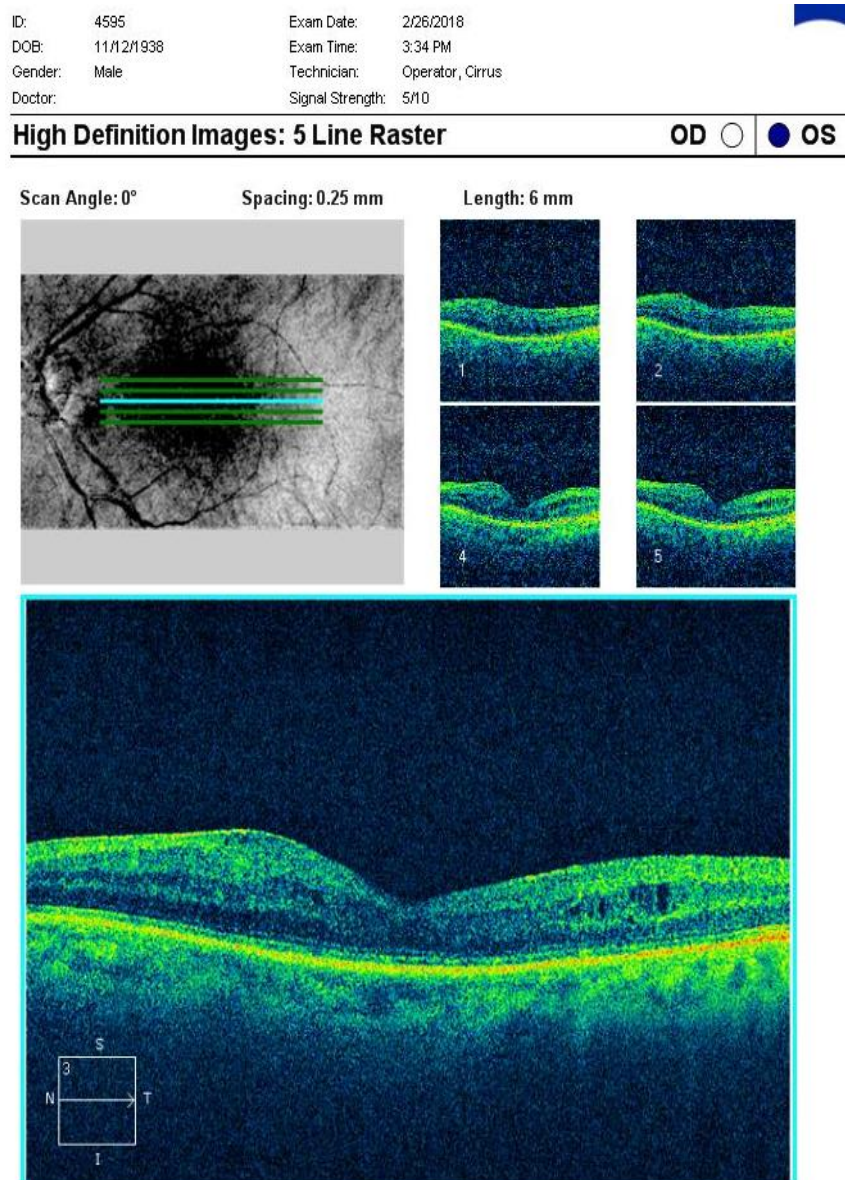 ID: 4595 Exam Date: 2/26/2018
DOB: 11/12/1938 Exam Time: 3:34 PM
Gender: Male Technician: Operator, Cirrus
Doctor: Signal Strength: 5/10
High Definition Images: 5 Line Raster OD OS
Scan Angle: 0° Spacing: 0.25 mm Length: 6 mm
1 2
4 5
S
3
N T
I